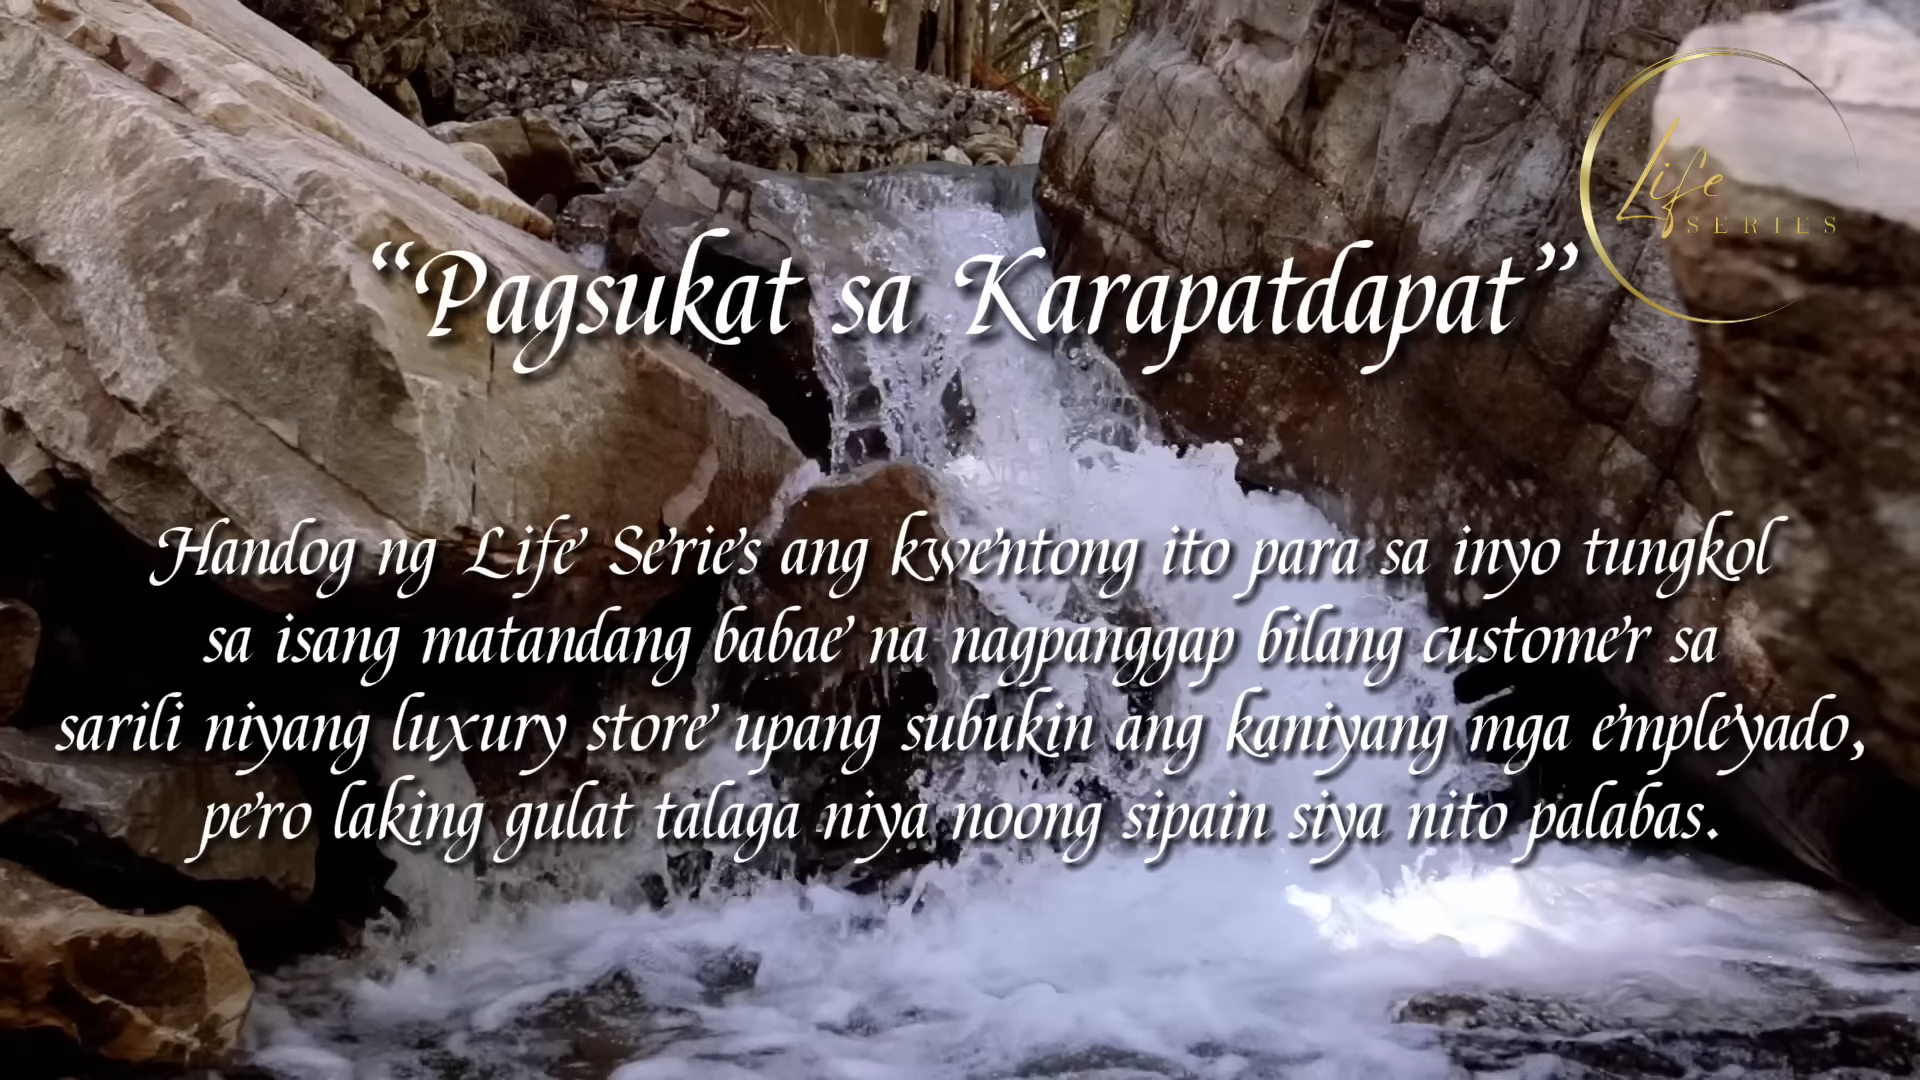 Life
SERIES
“Pagsukat sa Karapatdapat”
Handog ng Life Series ang kwentong ito para sa inyo tungkol
sa isang matandang babae na nagpanggap bilang customer sa
sarili niyang luxury store upang subukin ang kaniyang mga empleyado,
pero laking gulat talaga niya noong sipain siya nito palabas.